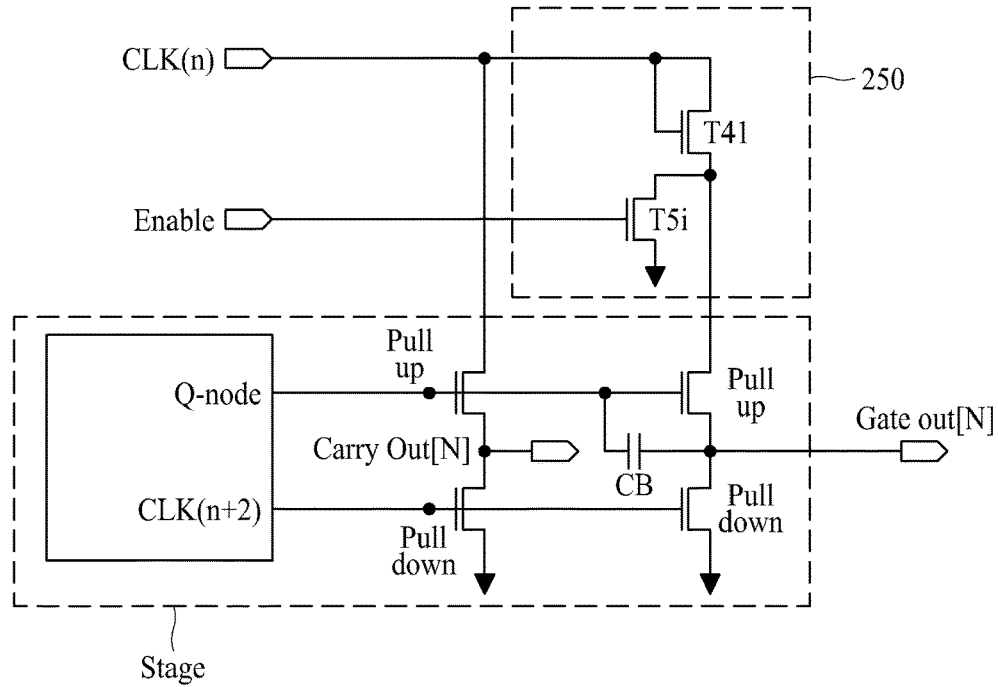 CLK(n)
250
T41
Enable
T5i
Pull
up
Q-node
Pull
up
Gate out[N]
Carry Out[N]
CB
CLK(n+2)
Pull
down
Pull
down
Stage